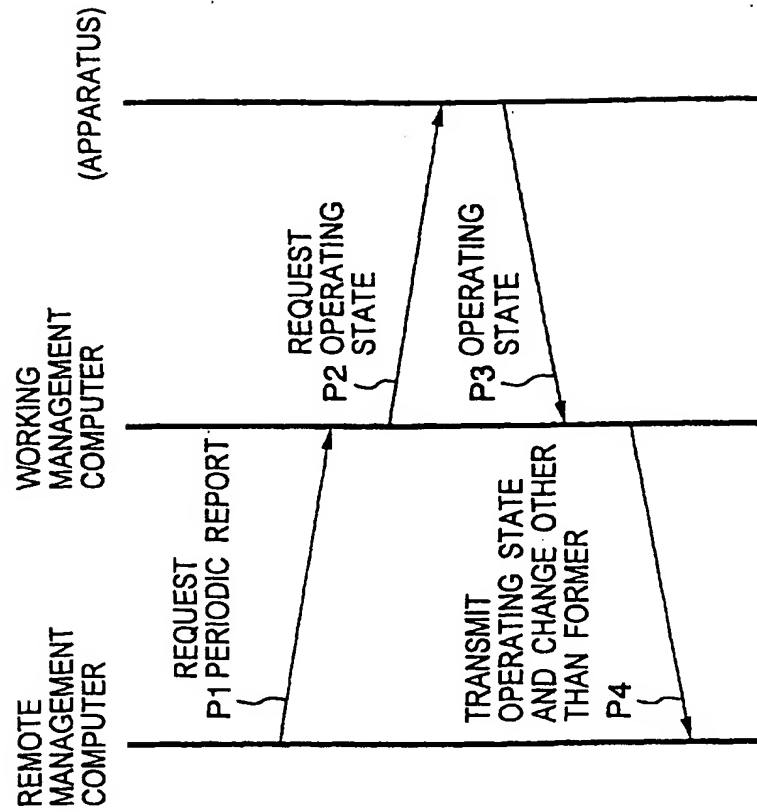 REMOTE
MANAGEMENT
COMPUTER
WORKING
MANAGEMENT
COMPUTER
(APPARATUS)
REQUEST
P1 PERIODIC REPORT
REQUEST
P2 OPERATING
STATE
P3 OPERATING
STATE
TRANSMIT
OPERATING STATE
AND CHANGE OTHER
THAN FORMER
P4